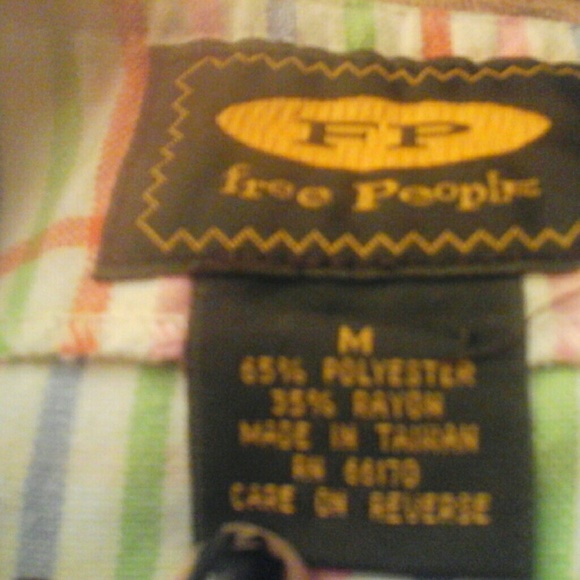 FP
free People
M
65% POLYESTER
35% RAYON
MADE IN TAIWAN
RN 66170
CARE ON REVERSE